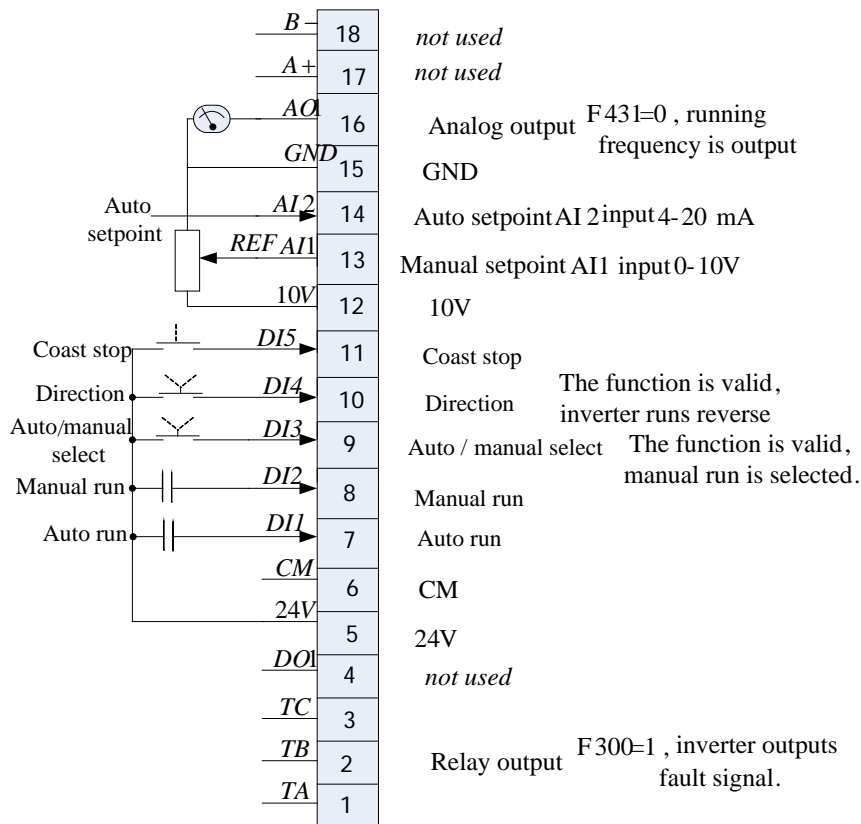 B- 18 not used
A+ 17 not used
AO1 16 Analog output F431=0 , running
frequency is output
GND 15 GND
Auto
setpoint
AI2 14 Auto setpoint AI 2 input 4-20 mA
REF AI1 13 Manual setpoint AI1 input 0-10V
10V 12 10V
Coast stop DI5 11 Coast stop
Direction DI4 10 Direction The function is valid,
inverter runs reverse
Auto/manual
select
DI3 9 Auto / manual select The function is valid,
manual run is selected.
Manual run DI2 8 Manual run
Auto run DI1 7 Auto run
CM 6 CM
24V 5 24V
DO1 4 not used
TC 3
TB 2 Relay output F300=1 , inverter outputs
fault signal.
TA 1